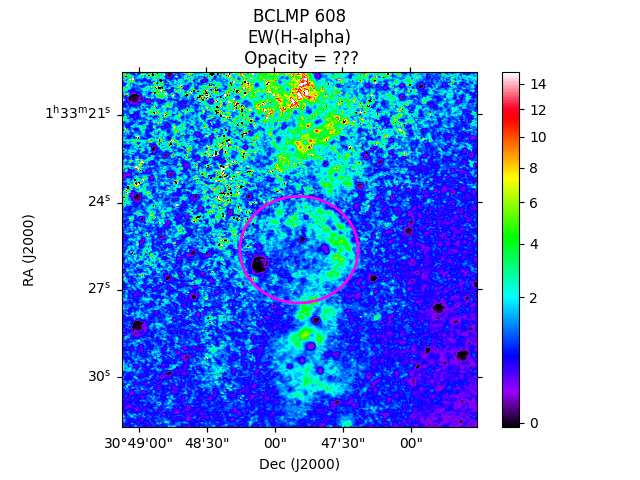 BCLMP 608
EW(H-alpha)
Opacity = ???
1ʰ33ᵐ21ˢ
24ˢ
27ˢ
30ˢ
RA (J2000)
30°49'00" 48'30" 00" 47'30" 00"
Dec (J2000)
14
12
10
8
6
4
2
0